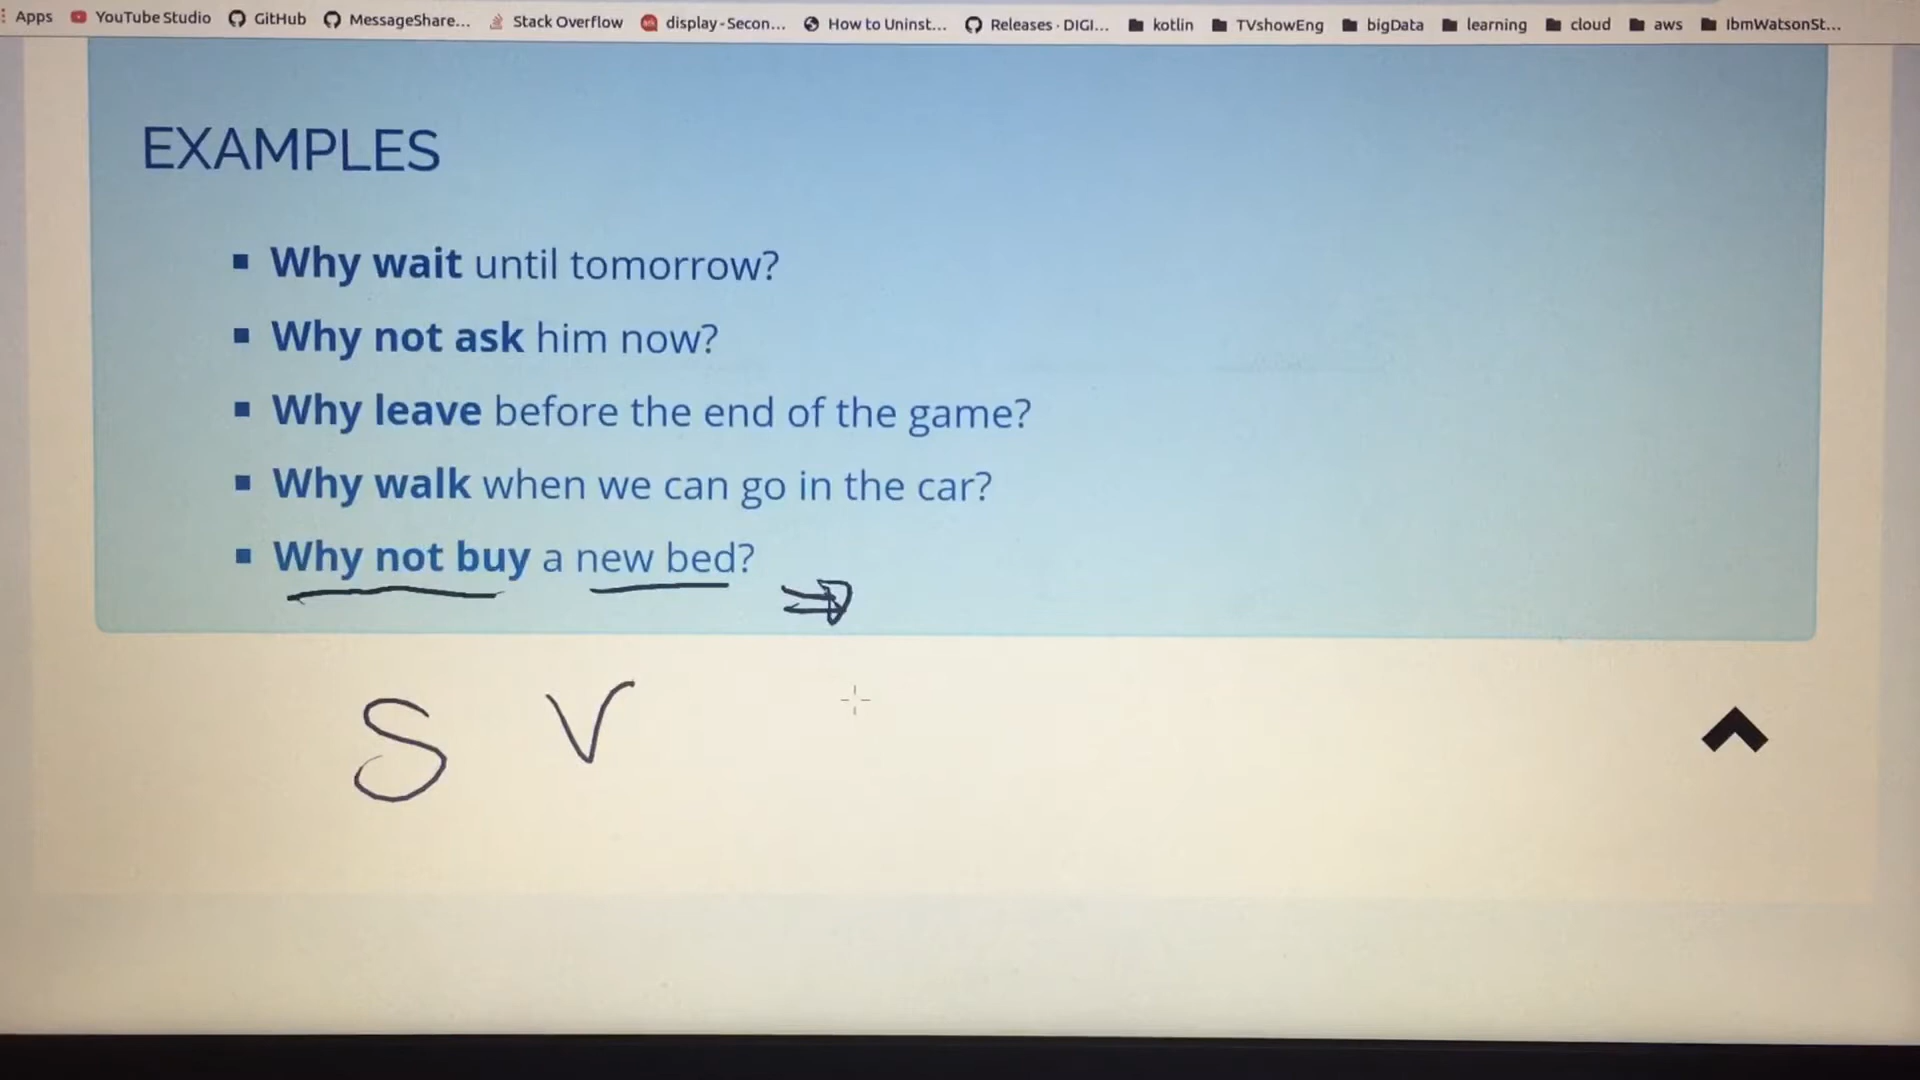 Apps YouTube Studio GitHub MessageShare... Stack Overflow display - Secon... How to Uninst... Releases · DIGI... kotlin TVshowEng bigData learning cloud aws IbmWatsonSt...
EXAMPLES
▪ Why wait until tomorrow?
▪ Why not ask him now?
▪ Why leave before the end of the game?
▪ Why walk when we can go in the car?
▪ Why not buy a new bed?
S V